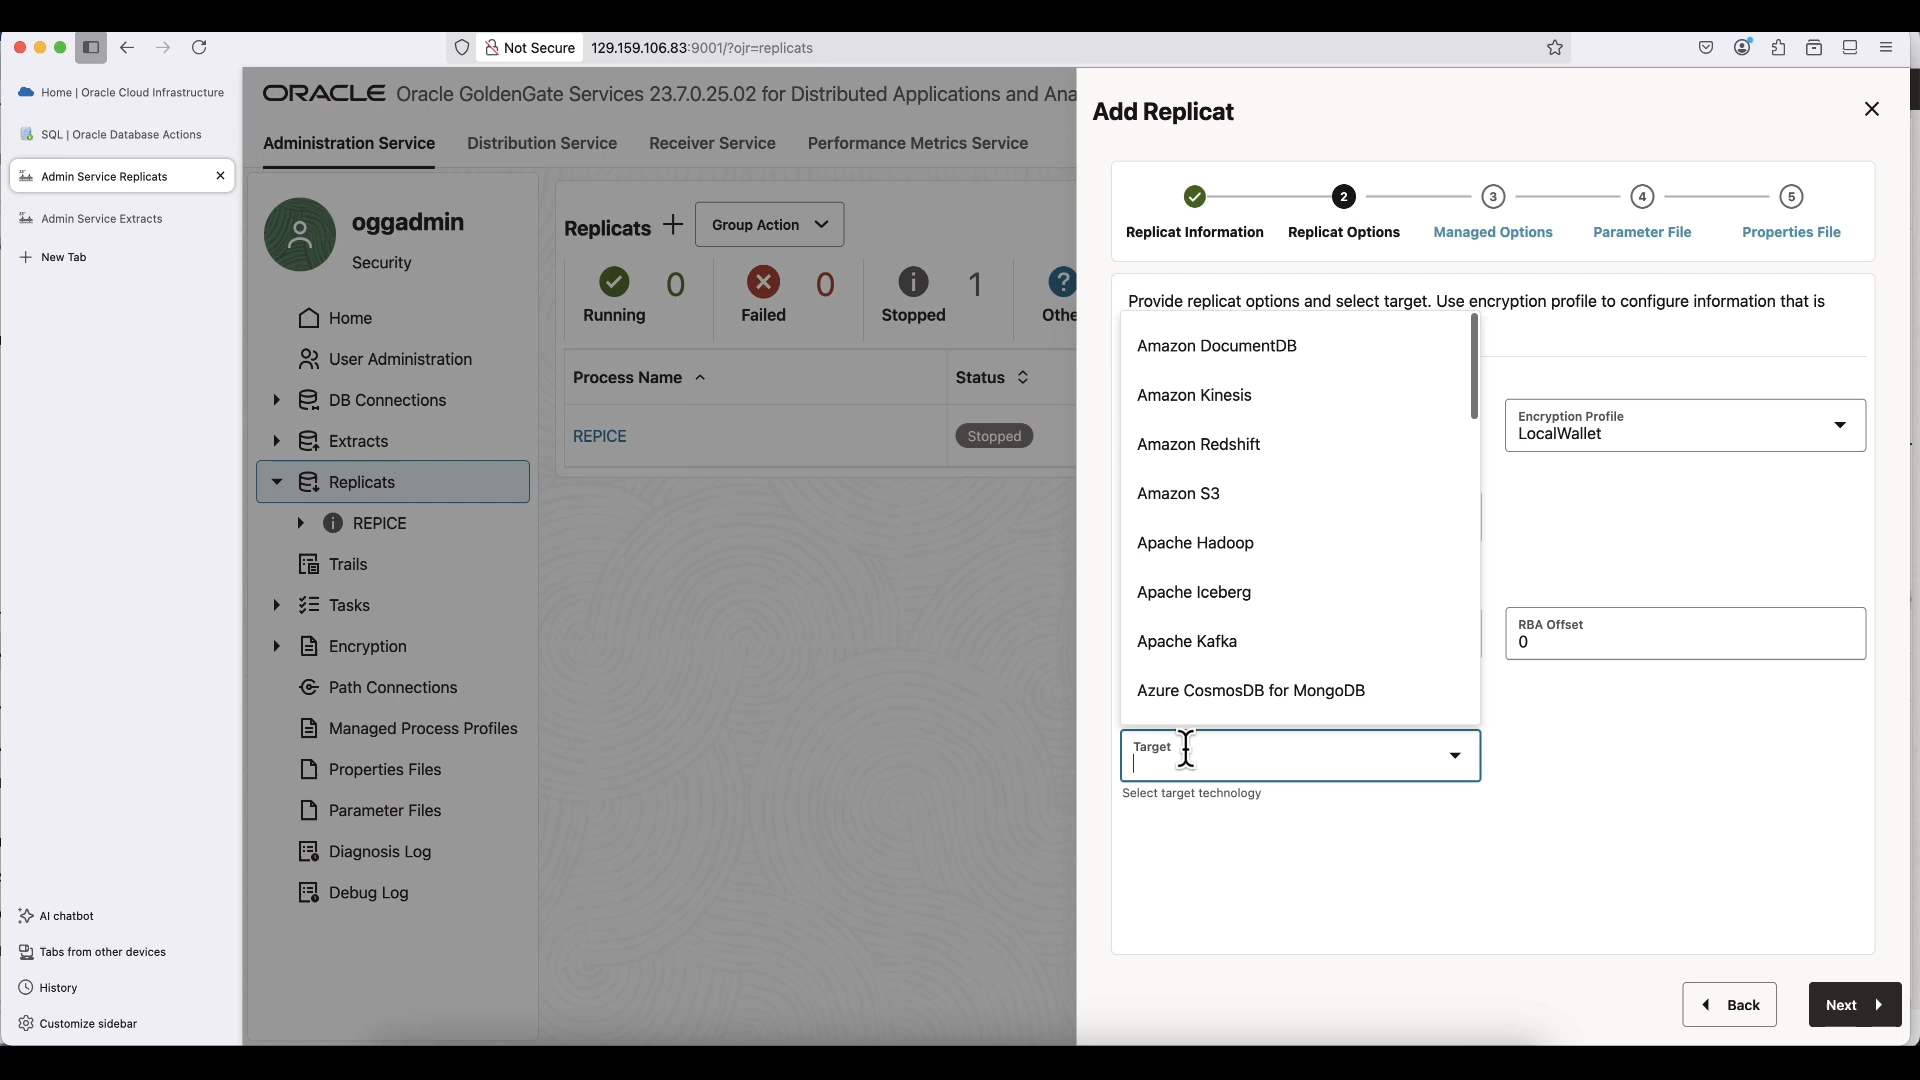 Not Secure
129.159.106.83:9001/?ojr=replicats
Home | Oracle Cloud Infrastructure
SQL | Oracle Database Actions
Admin Service Replicats
Admin Service Extracts
New Tab
AI chatbot
Tabs from other devices
History
Customize sidebar
ORACLE Oracle GoldenGate Services 23.7.0.25.02 for Distributed Applications and Ana
Administration Service
Distribution Service
Receiver Service
Performance Metrics Service
oggadmin
Security
Home
User Administration
DB Connections
Extracts
Replicats
REPICE
Trails
Tasks
Encryption
Path Connections
Managed Process Profiles
Properties Files
Parameter Files
Diagnosis Log
Debug Log
Replicats
Group Action
0
Running
0
Failed
1
Stopped
Othe
Process Name
Status
REPICE
Stopped
Add Replicat
2
3
4
5
Replicat Information
Replicat Options
Managed Options
Parameter File
Properties File
Provide replicat options and select target. Use encryption profile to configure information that is
Amazon DocumentDB
Amazon Kinesis
Amazon Redshift
Amazon S3
Apache Hadoop
Apache Iceberg
Apache Kafka
Azure CosmosDB for MongoDB
Encryption Profile
LocalWallet
RBA Offset
0
Target
Select target technology
Back
Next